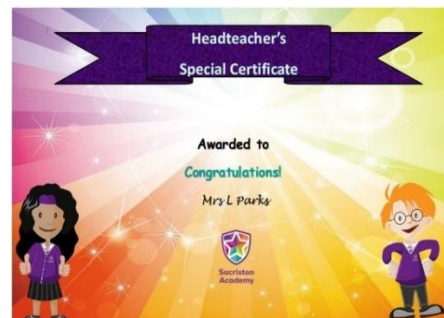 Headteacher's
Special Certificate
Awarded to
Congratulations!
Mrs L Parks
Sacriston
Academy